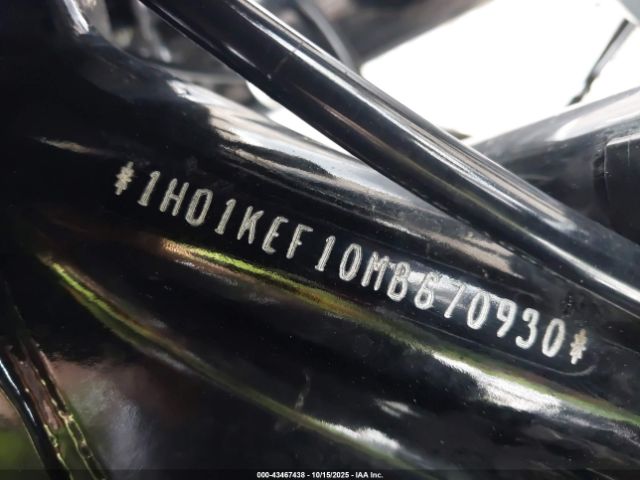 *1HD1KEF10MB670930*
000-43467438 - 10/15/2025 - IAA Inc.